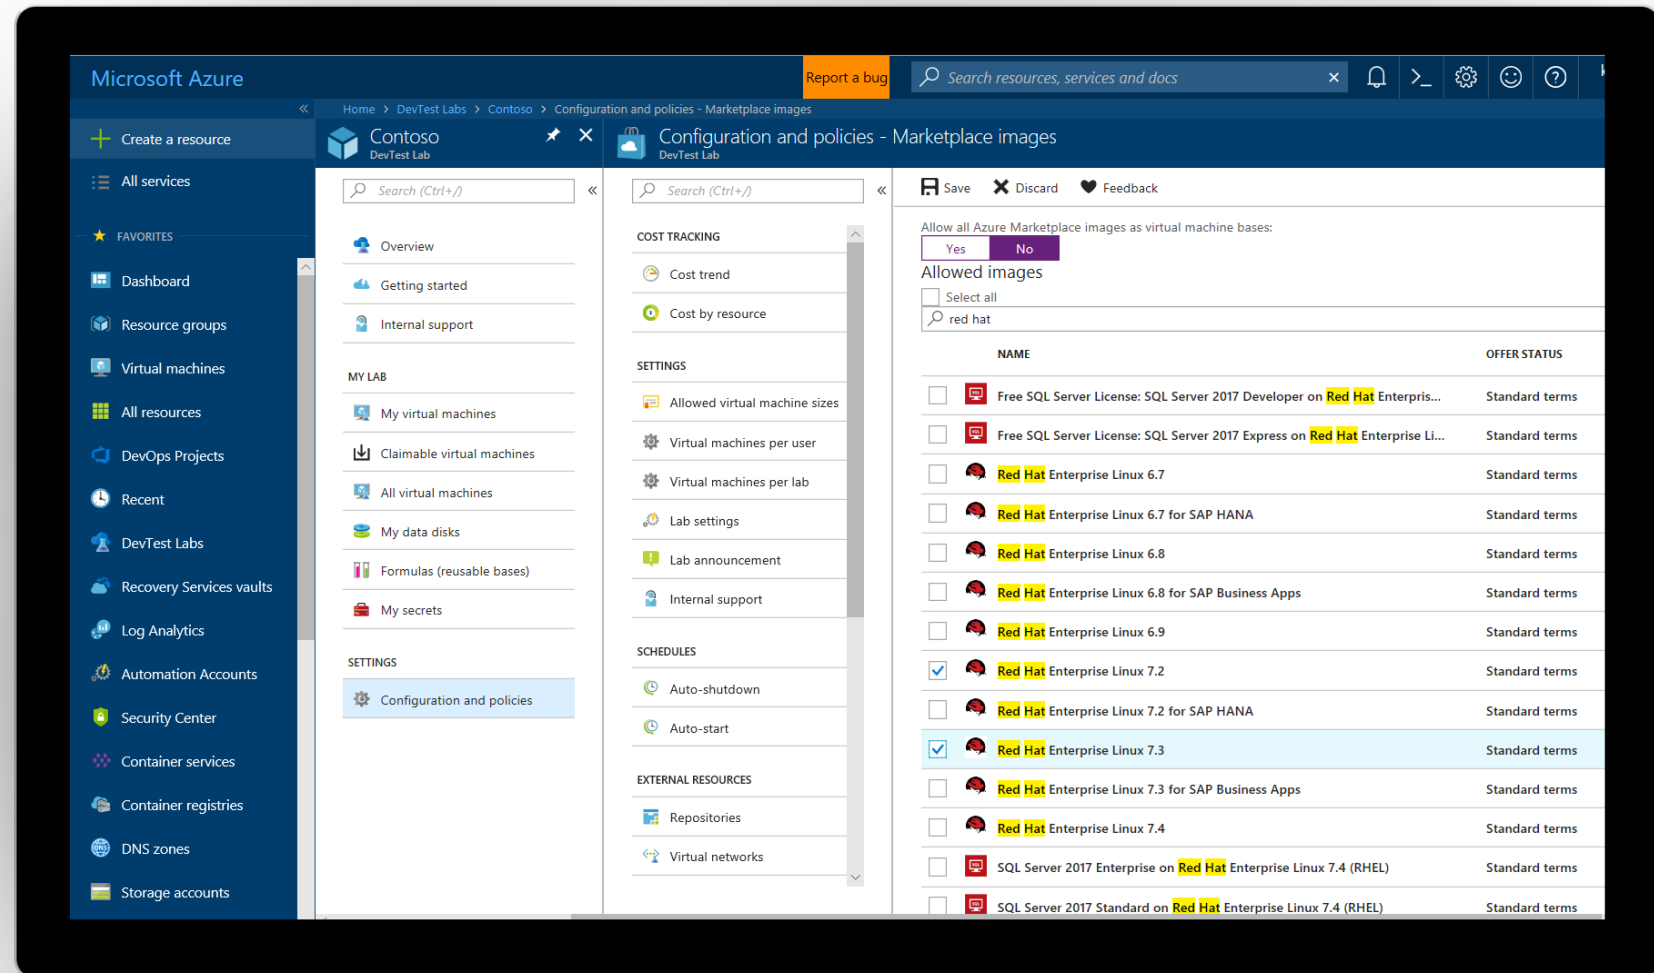 Microsoft Azure
Report a bug
Search resources, services and docs
Home > DevTest Labs > Contoso > Configuration and policies - Marketplace images
Create a resource
All services
FAVORITES
Dashboard
Resource groups
Virtual machines
All resources
DevOps Projects
Recent
DevTest Labs
Recovery Services vaults
Log Analytics
Automation Accounts
Security Center
Container services
Container registries
DNS zones
Storage accounts
Contoso
DevTest Lab
Search (Ctrl+/)
Overview
Getting started
Internal support
MY LAB
My virtual machines
Claimable virtual machines
All virtual machines
My data disks
Formulas (reusable bases)
My secrets
SETTINGS
Configuration and policies
Configuration and policies - Marketplace images
DevTest Lab
Search (Ctrl+/)
COST TRACKING
Cost trend
Cost by resource
SETTINGS
Allowed virtual machine sizes
Virtual machines per user
Virtual machines per lab
Lab settings
Lab announcement
Internal support
SCHEDULES
Auto-shutdown
Auto-start
EXTERNAL RESOURCES
Repositories
Virtual networks
Save Discard Feedback
Allow all Azure Marketplace images as virtual machine bases:
Yes No
Allowed images
Select all
red hat
NAME OFFER STATUS
Free SQL Server License: SQL Server 2017 Developer on Red Hat Enterpris... Standard terms
Free SQL Server License: SQL Server 2017 Express on Red Hat Enterprise Li... Standard terms
Red Hat Enterprise Linux 6.7 Standard terms
Red Hat Enterprise Linux 6.7 for SAP HANA Standard terms
Red Hat Enterprise Linux 6.8 Standard terms
Red Hat Enterprise Linux 6.8 for SAP Business Apps Standard terms
Red Hat Enterprise Linux 6.9 Standard terms
Red Hat Enterprise Linux 7.2 Standard terms
Red Hat Enterprise Linux 7.2 for SAP HANA Standard terms
Red Hat Enterprise Linux 7.3 Standard terms
Red Hat Enterprise Linux 7.3 for SAP Business Apps Standard terms
Red Hat Enterprise Linux 7.4 Standard terms
SQL Server 2017 Enterprise on Red Hat Enterprise Linux 7.4 (RHEL) Standard terms
SQL Server 2017 Standard on Red Hat Enterprise Linux 7.4 (RHEL) Standard terms